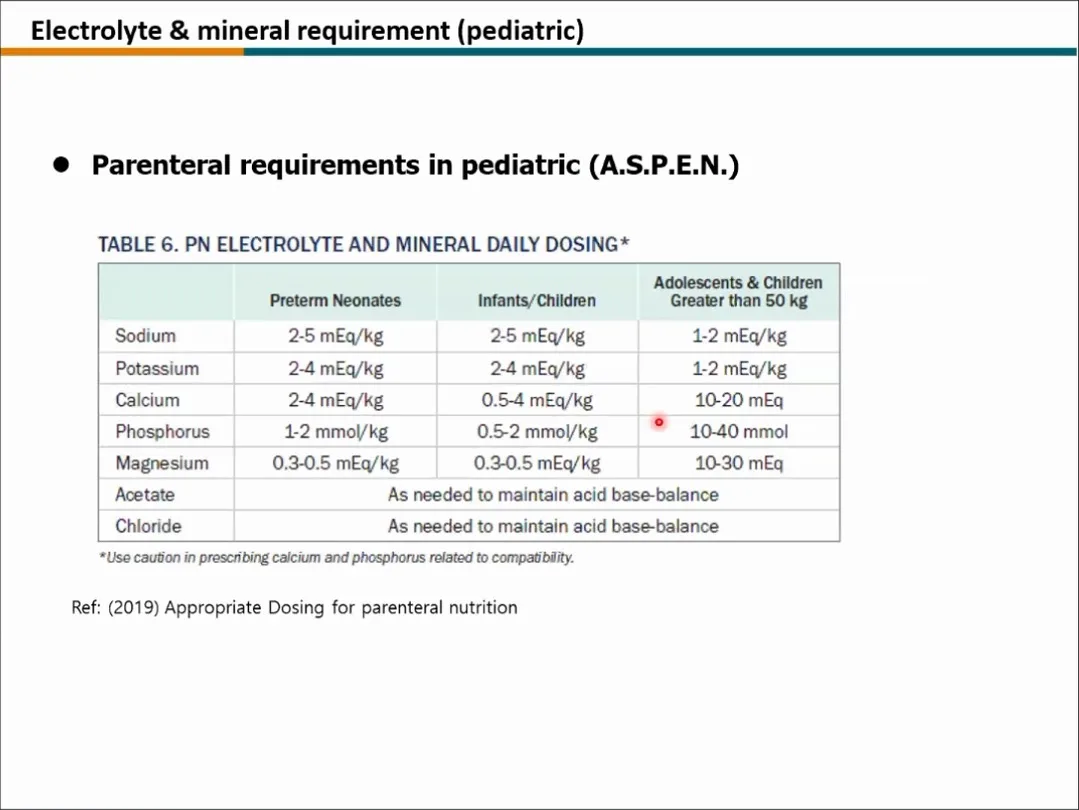 Electrolyte & mineral requirement (pediatric)
● Parenteral requirements in pediatric (A.S.P.E.N.)
TABLE 6. PN ELECTROLYTE AND MINERAL DAILY DOSING*
Preterm Neonates Infants/Children Adolescents & Children Greater than 50 kg
Sodium 2-5 mEq/kg 2-5 mEq/kg 1-2 mEq/kg
Potassium 2-4 mEq/kg 2-4 mEq/kg 1-2 mEq/kg
Calcium 2-4 mEq/kg 0.5-4 mEq/kg 10-20 mEq
Phosphorus 1-2 mmol/kg 0.5-2 mmol/kg 10-40 mmol
Magnesium 0.3-0.5 mEq/kg 0.3-0.5 mEq/kg 10-30 mEq
Acetate As needed to maintain acid base-balance
Chloride As needed to maintain acid base-balance
*Use caution in prescribing calcium and phosphorus related to compatibility.
Ref: (2019) Appropriate Dosing for parenteral nutrition